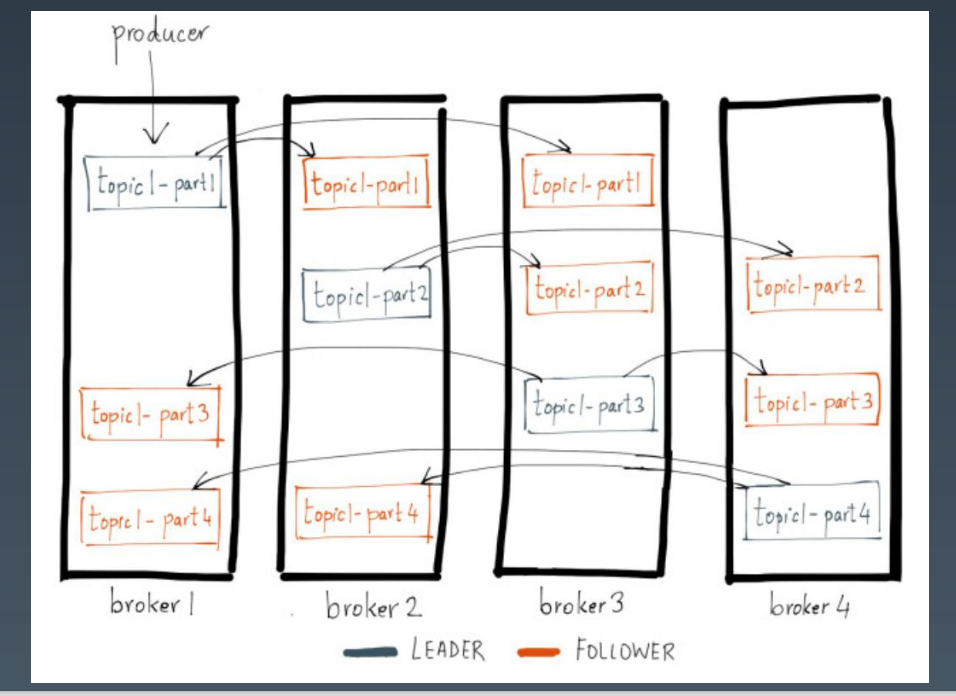 producer
topic1-part1
topic1-part1
topic1-part1
topic1-part2
topic1-part2
topic1-part2
topic1-part3
topic1-part3
topic1-part3
topic1-part4
topic1-part4
topic1-part4
broker 1
broker 2
broker 3
broker 4
LEADER
FOLLOWER